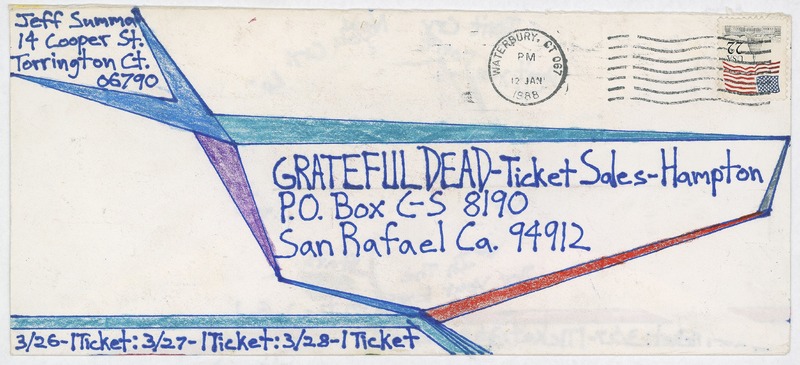 Jeff Summa
14 Cooper St.
Torrington Ct.
06790
WATERBURY, CT 067
PM
12 JAN
1988
USA
22
GRATEFUL DEAD-Ticket Sales-Hampton
P.O. Box C-S 8190
San Rafael Ca. 94912
3/26-1Ticket:3/27-1Ticket:3/28-1Ticket